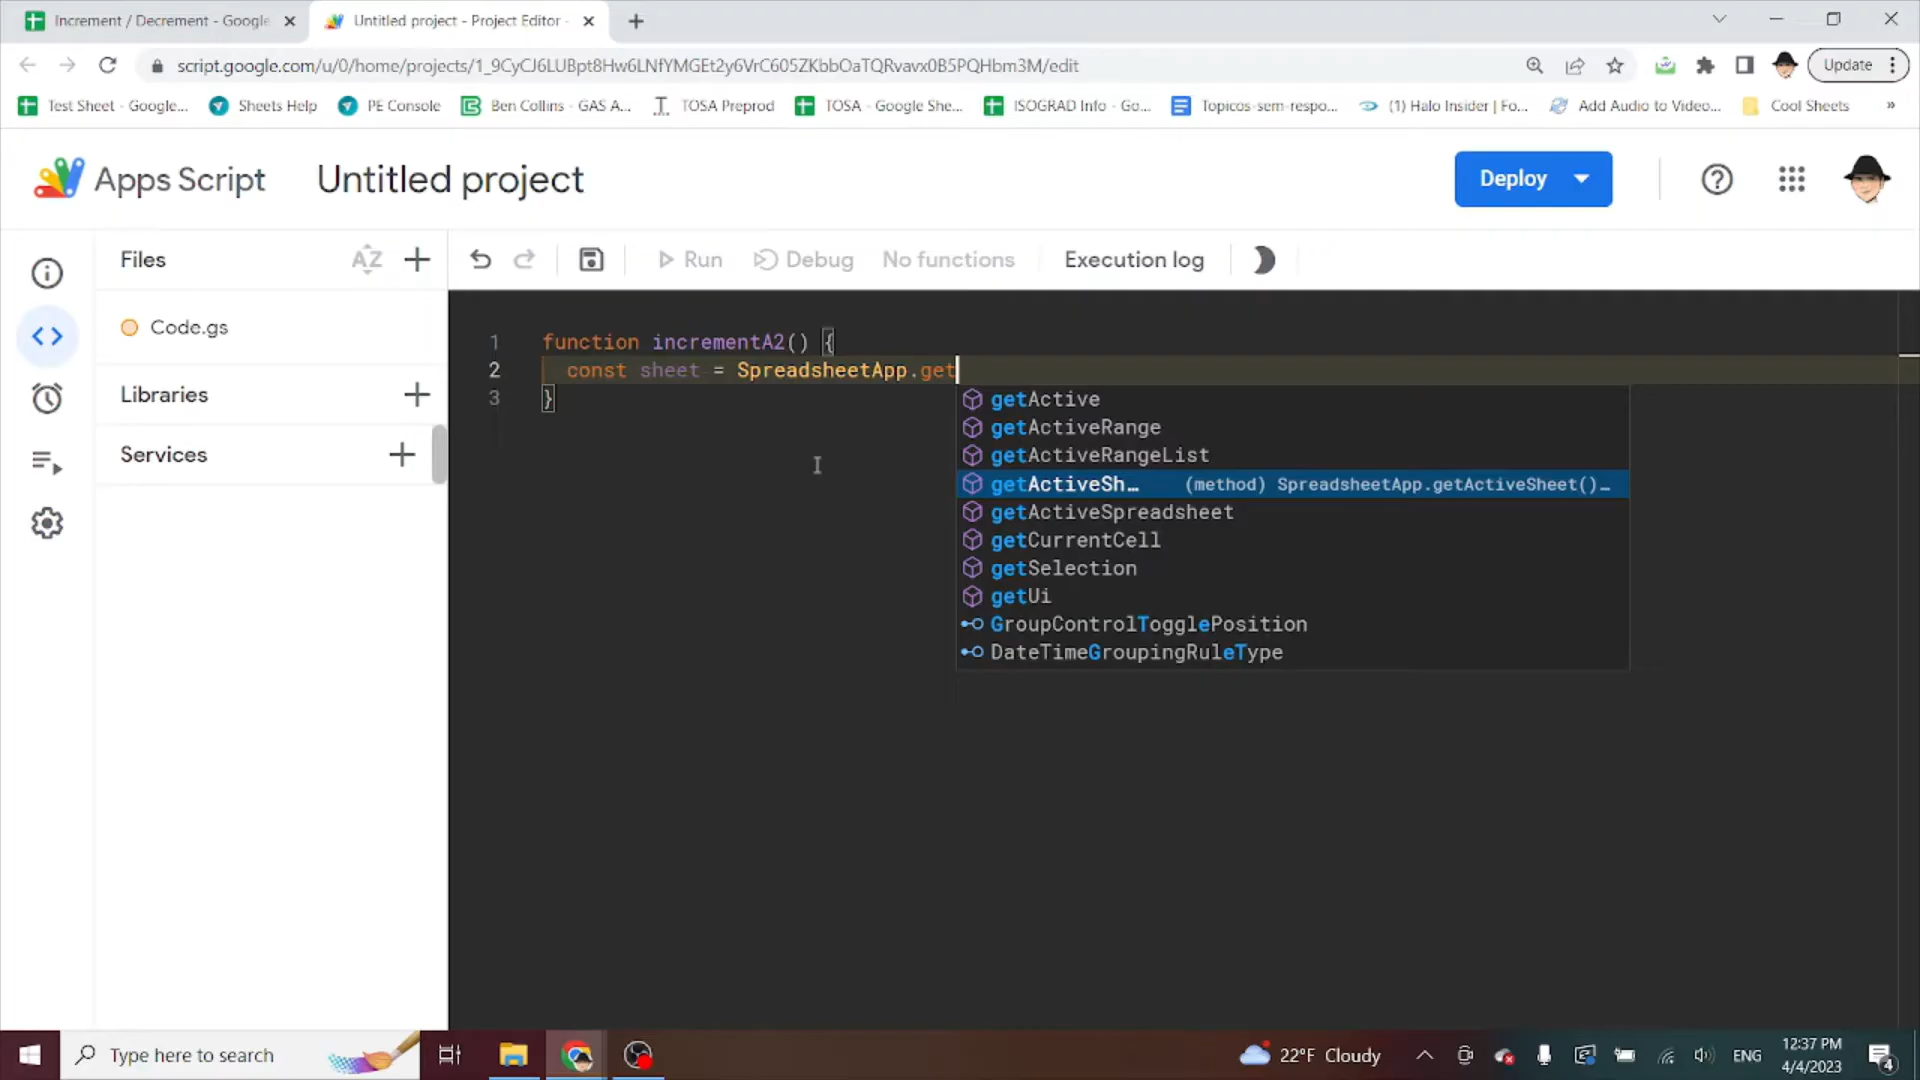 Increment / Decrement - Google
Untitled project - Project Editor -
script.google.com/u/0/home/projects/1_9CyCJ6LUBpt8Hw6LNfYMGEt2y6VrC605ZKbbOaTQRvavx0B5PQHbm3M/edit
Update
Test Sheet - Google...
Sheets Help
PE Console
Ben Collins - GAS A...
TOSA Preprod
TOSA - Google She...
ISOGRAD Info - Go...
Topicos-sem-respo...
(1) Halo Insider | Fo...
Add Audio to Video...
Cool Sheets
»
Apps Script
Untitled project
Deploy
Files
AZ
Run
Debug
No functions
Execution log
Code.gs
Libraries
Services
1 function incrementA2() {
2 const sheet = SpreadsheetApp.get
3 }
getActive
getActiveRange
getActiveRangeList
getActiveSh… (method) SpreadsheetApp.getActiveSheet()…
getActiveSpreadsheet
getCurrentCell
getSelection
getUi
GroupControlTogglePosition
DateTimeGroupingRuleType
Type here to search
22°F Cloudy
ENG
12:37 PM
4/4/2023
4